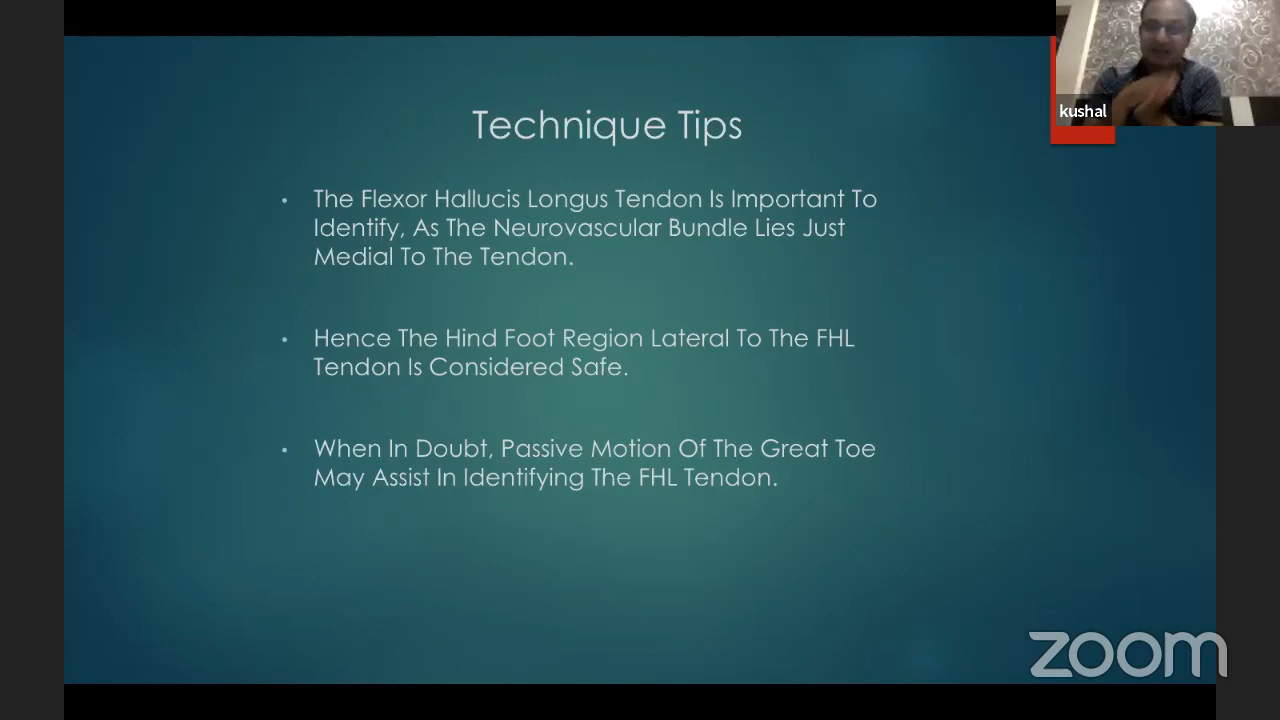 kushal
Technique Tips
• The Flexor Hallucis Longus Tendon Is Important To
Identify, As The Neurovascular Bundle Lies Just
Medial To The Tendon.
• Hence The Hind Foot Region Lateral To The FHL
Tendon Is Considered Safe.
• When In Doubt, Passive Motion Of The Great Toe
May Assist In Identifying The FHL Tendon.
zoom